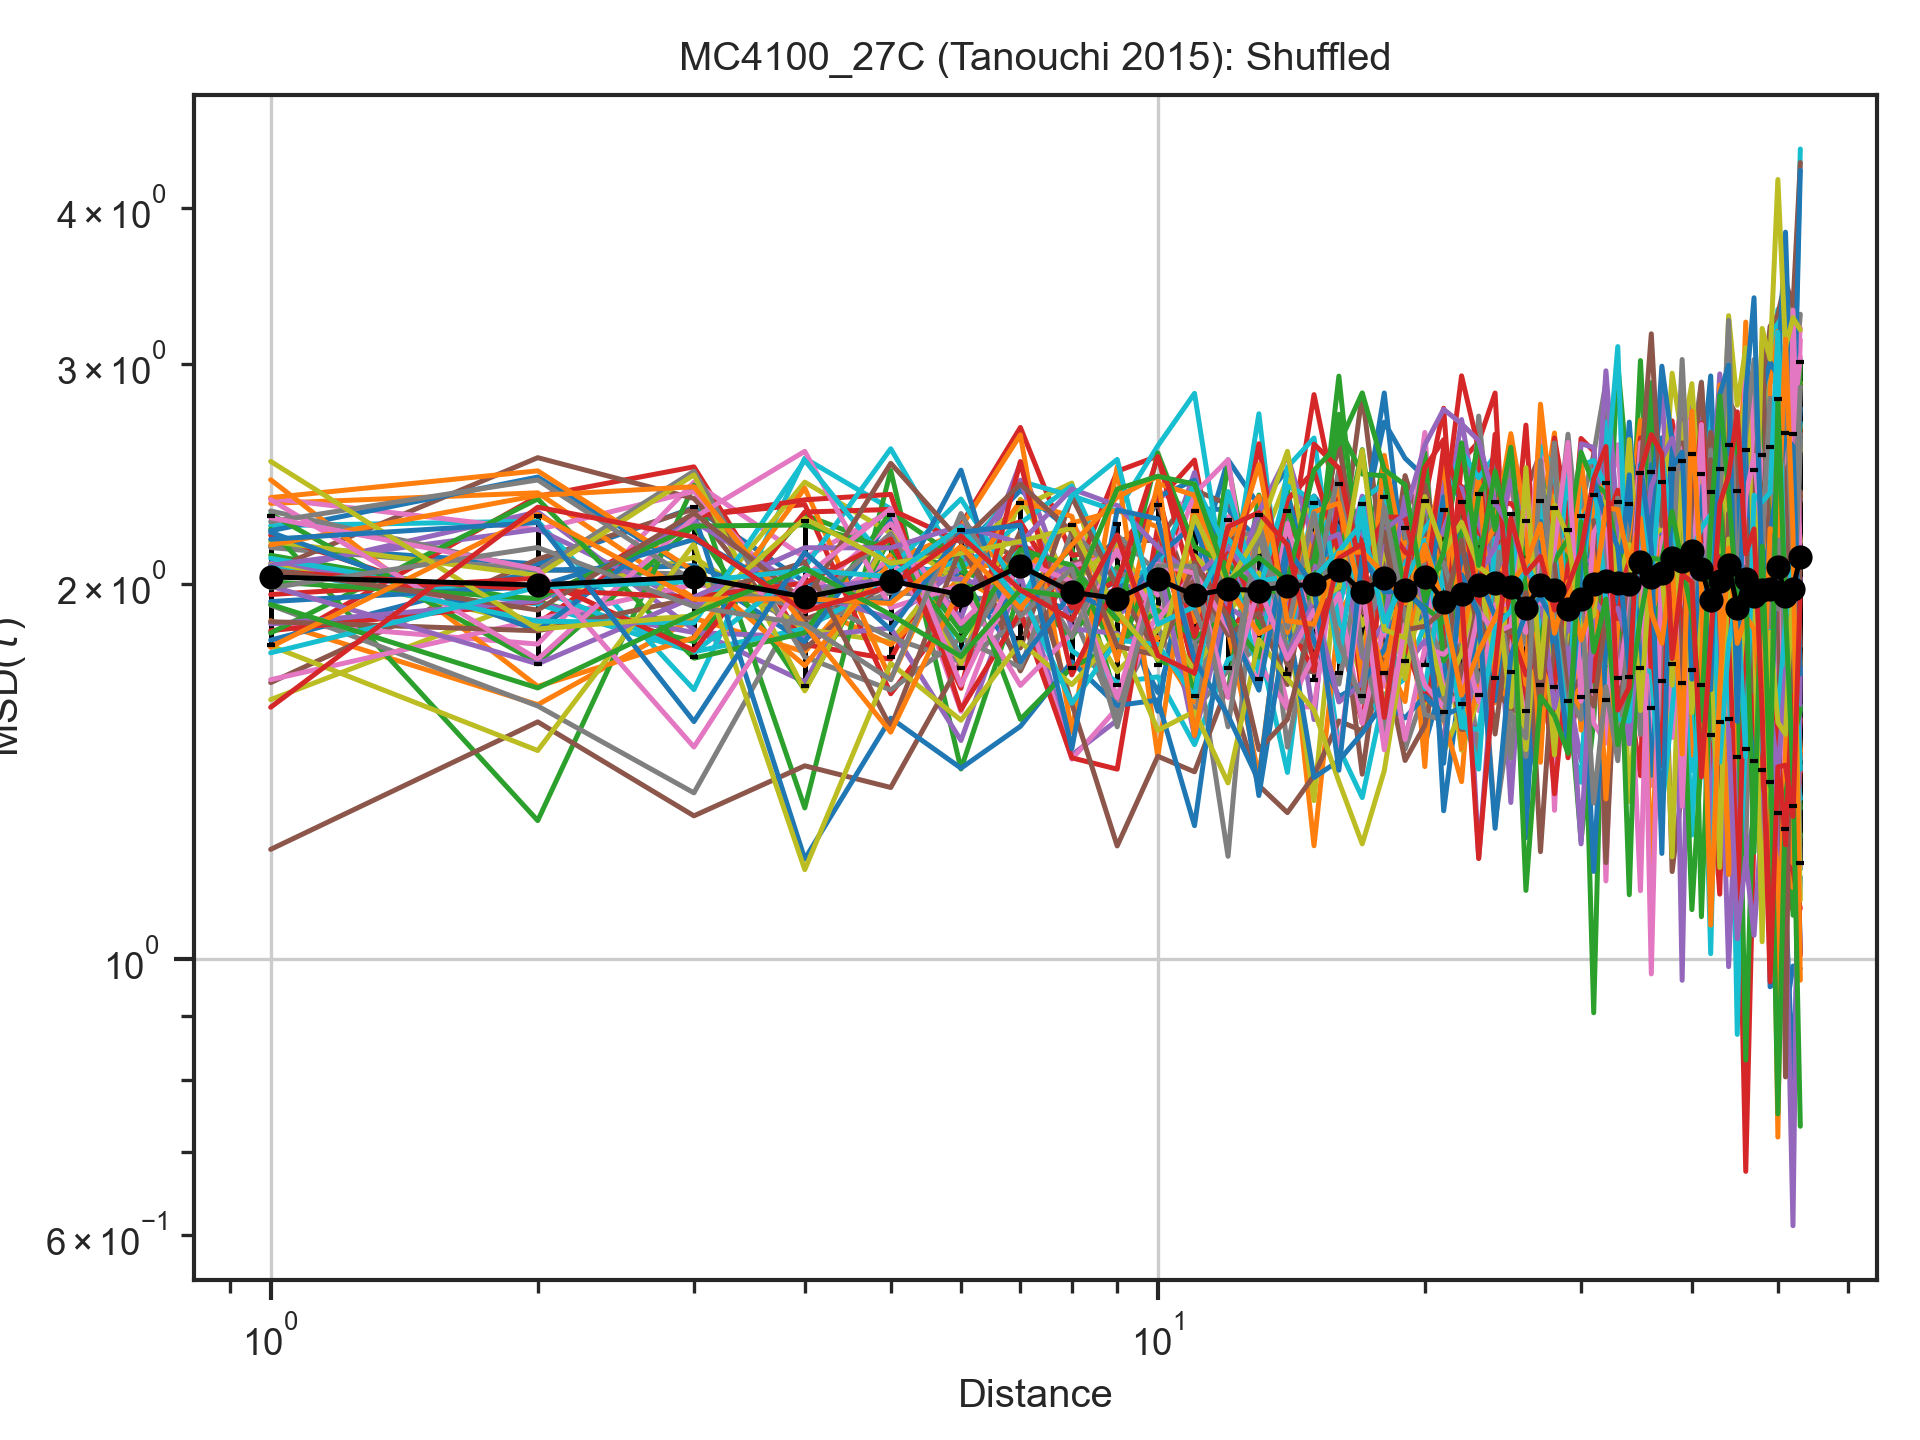 MC4100_27C (Tanouchi 2015): Shuffled
MSD(t)
4 × 10⁰
3 × 10⁰
2 × 10⁰
10⁰
6 × 10⁻¹
10⁰
10¹
Distance